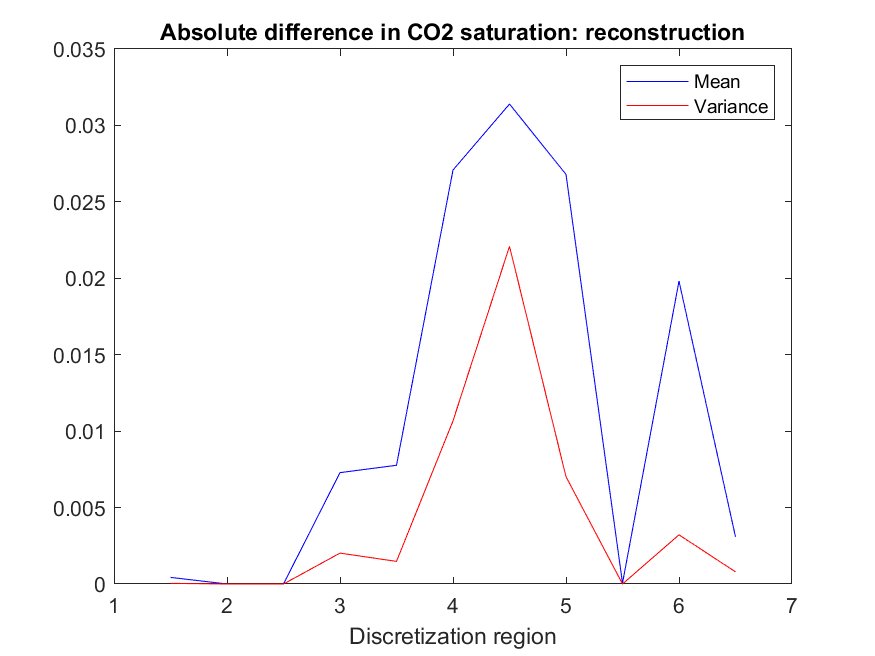 Absolute difference in CO2 saturation: reconstruction
0.035
0.03
0.025
0.02
0.015
0.01
0.005
0
Mean
Variance
1 2 3 4 5 6 7
Discretization region